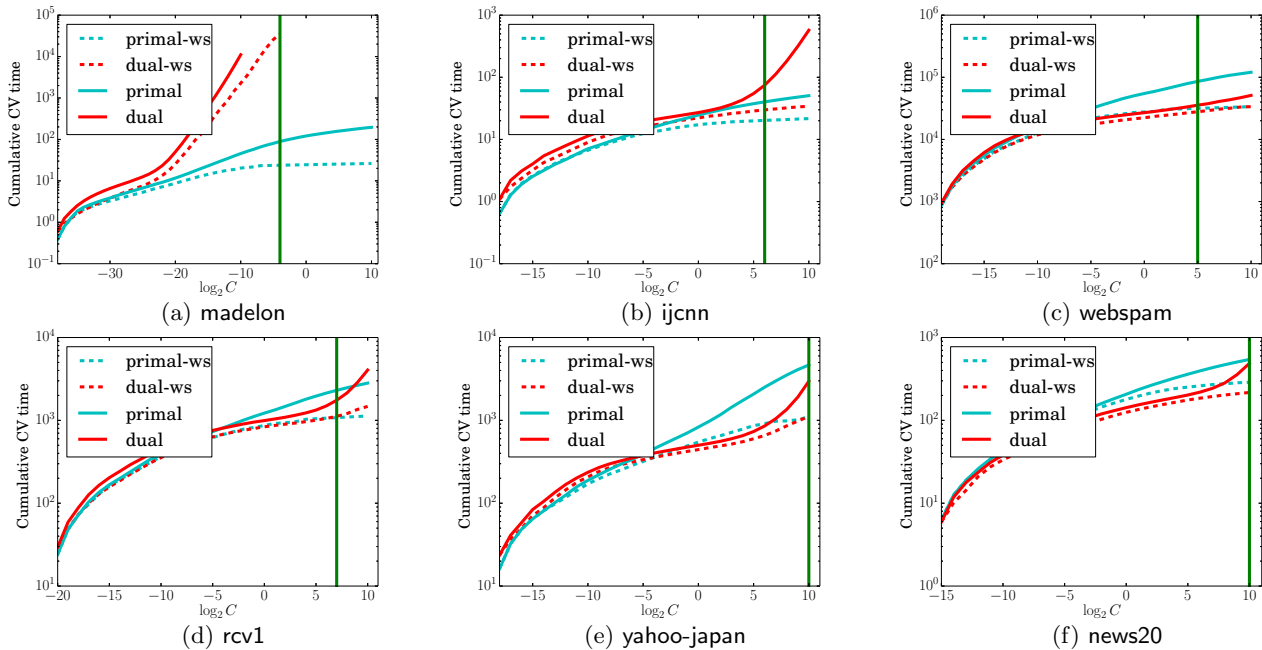 10^5
10^4
10^3
10^2
10^1
10^0
10^-1
Cumulative CV time
primal-ws
dual-ws
primal
dual
−30 −20 −10 0 10
log₂ C
(a) madelon
10^3
10^2
10^1
10^0
10^-1
Cumulative CV time
primal-ws
dual-ws
primal
dual
−15 −10 −5 0 5 10
log₂ C
(b) ijcnn
10^6
10^5
10^4
10^3
10^2
Cumulative CV time
primal-ws
dual-ws
primal
dual
−15 −10 −5 0 5 10
log₂ C
(c) webspam
10^4
10^3
10^2
10^1
Cumulative CV time
primal-ws
dual-ws
primal
dual
−20 −15 −10 −5 0 5 10
log₂ C
(d) rcv1
10^4
10^3
10^2
10^1
Cumulative CV time
primal-ws
dual-ws
primal
dual
−15 −10 −5 0 5 10
log₂ C
(e) yahoo-japan
10^3
10^2
10^1
10^0
Cumulative CV time
primal-ws
dual-ws
primal
dual
−15 −10 −5 0 5 10
log₂ C
(f) news20